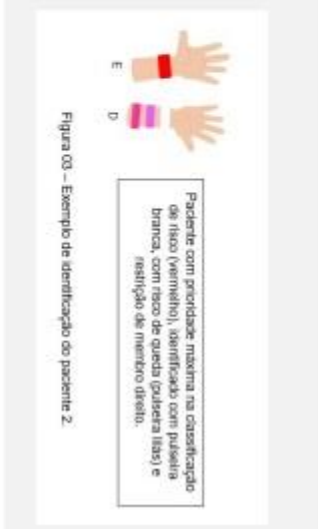 E
D
Paciente com prioridade máxima na classificação
de risco (vermelho), identificado com pulseira
branca, com risco de queda (pulseira lilás) e
restrição de membro direito.
Figura 03 – Exemplo de identificação do paciente 2.